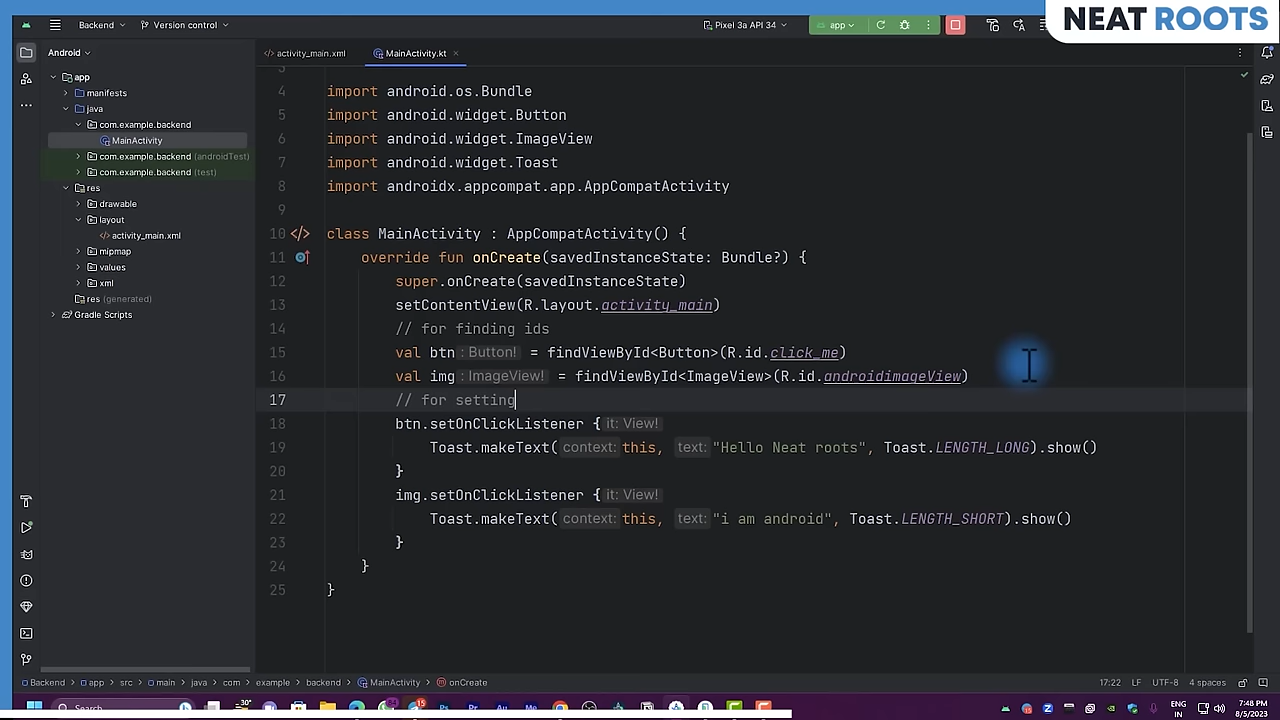 Backend
Version control
Pixel 3a API 34
app
NEAT ROOTS
Android
activity_main.xml
MainActivity.kt
app
manifests
java
com.example.backend
MainActivity
com.example.backend (androidTest)
com.example.backend (test)
res
drawable
layout
activity_main.xml
mipmap
values
xml
res (generated)
Gradle Scripts
3
4 import android.os.Bundle
5 import android.widget.Button
6 import android.widget.ImageView
7 import android.widget.Toast
8 import androidx.appcompat.app.AppCompatActivity
9
10 class MainActivity : AppCompatActivity() {
11 override fun onCreate(savedInstanceState: Bundle?) {
12 super.onCreate(savedInstanceState)
13 setContentView(R.layout.activity_main)
14 // for finding ids
15 val btn : Button! = findViewById<Button>(R.id.click_me)
16 val img : ImageView! = findViewById<ImageView>(R.id.androidimageView)
17 // for setting
18 btn.setOnClickListener { it: View!
19 Toast.makeText( context: this, text: "Hello Neat roots", Toast.LENGTH_LONG).show()
20 }
21 img.setOnClickListener { it: View!
22 Toast.makeText( context: this, text: "i am android", Toast.LENGTH_SHORT).show()
23 }
24 }
25 }
Backend > app > src > main > java > com > example > backend > MainActivity > onCreate
17:22 LF UTF-8 4 spaces
Search
-30°
15
ENG
IN
7:48 PM
8/5/2023